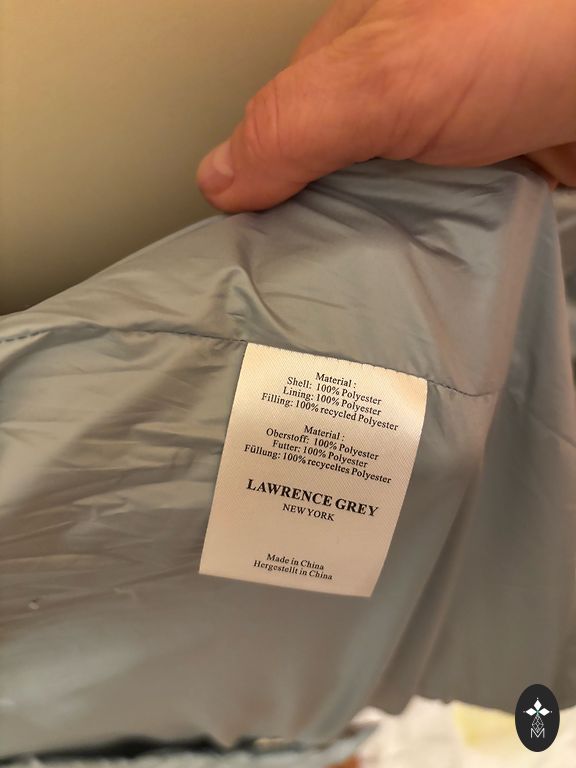 Material :
Shell: 100% Polyester
Lining: 100% Polyester
Filling: 100% recycled Polyester
Material :
Oberstoff: 100% Polyester
Futter: 100% Polyester
Füllung: 100% recyceltes Polyester
LAWRENCE GREY
NEW YORK
Made in China
Hergestellt in China